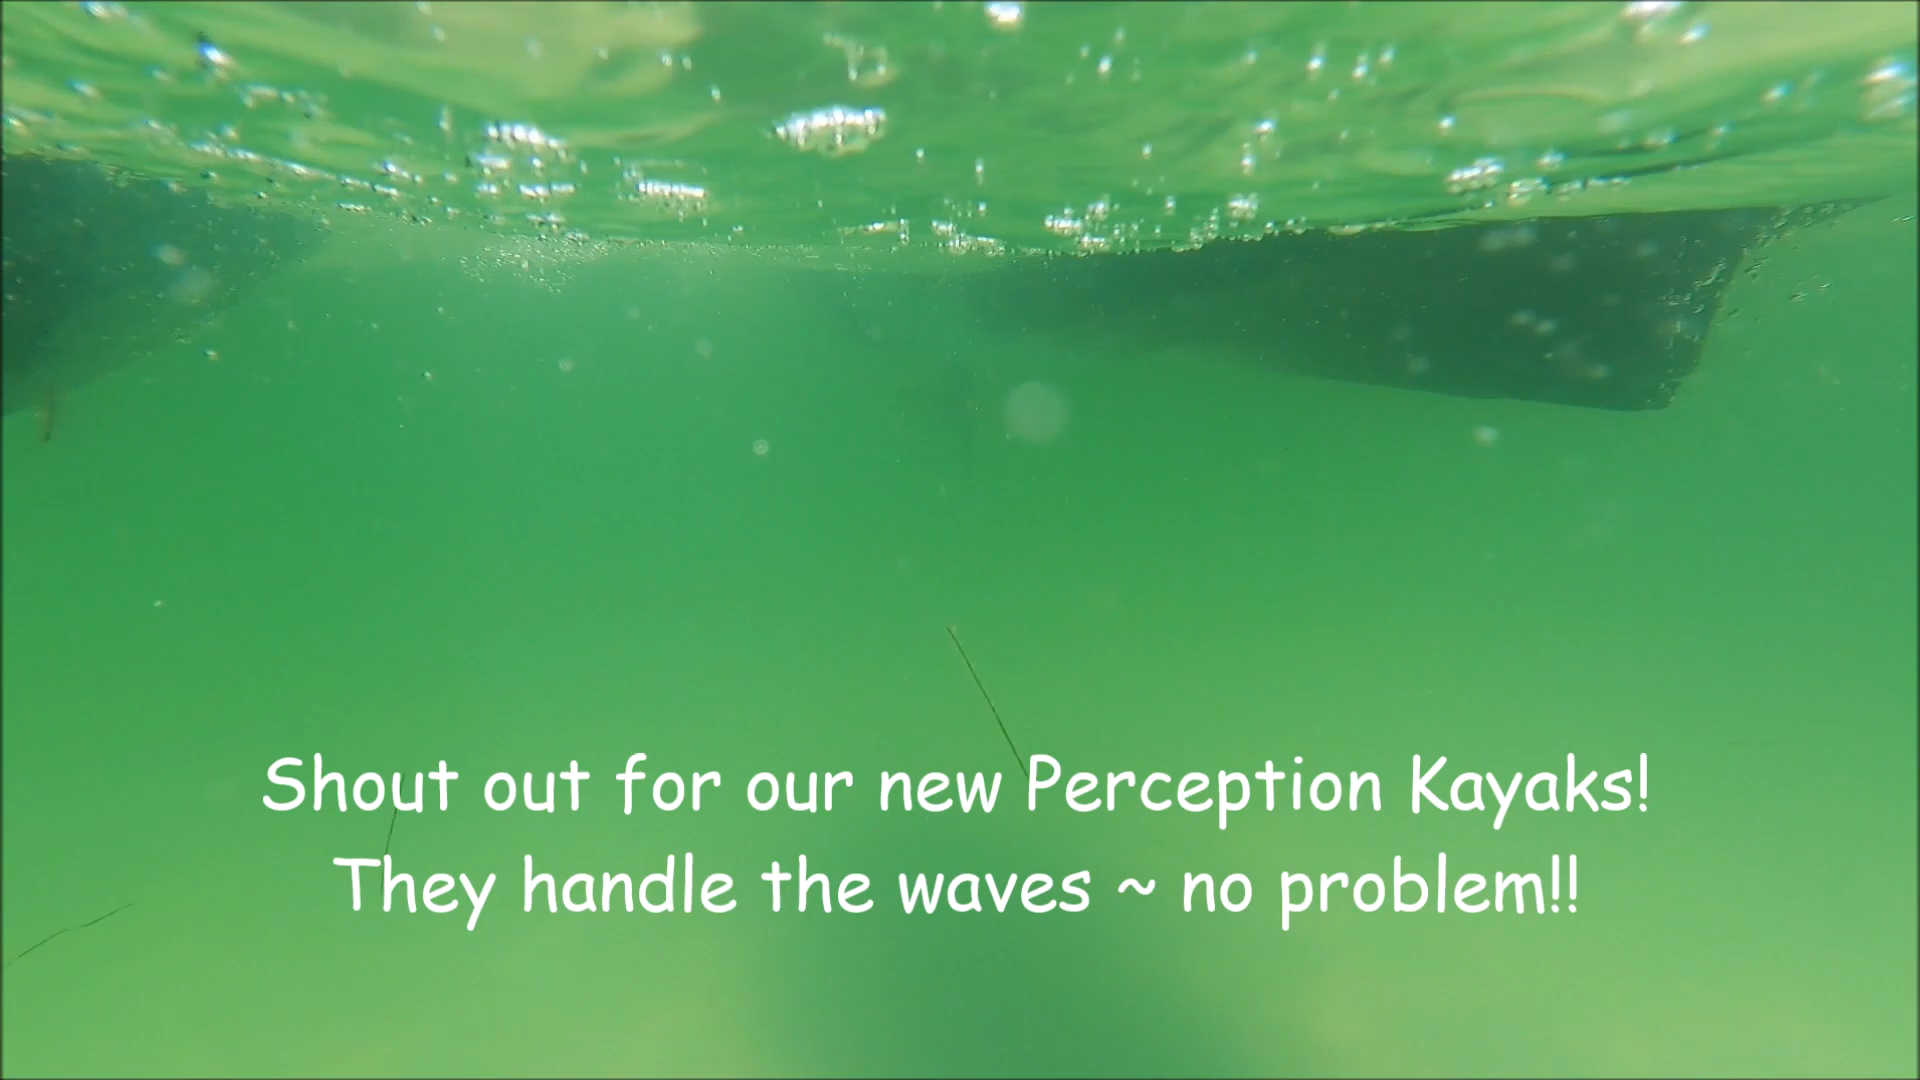 Shout out for our new Perception Kayaks!
They handle the waves ~ no problem!!